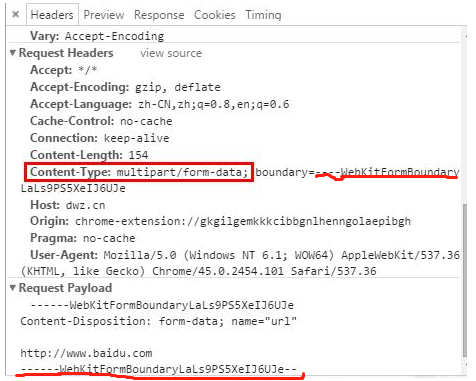 × Headers Preview Response Cookies Timing
Vary: Accept-Encoding
▼ Request Headers view source
Accept: */*
Accept-Encoding: gzip, deflate
Accept-Language: zh-CN,zh;q=0.8,en;q=0.6
Cache-Control: no-cache
Connection: keep-alive
Content-Length: 154
Content-Type: multipart/form-data; boundary=----WebKitFormBoundary
LaLs9PS5XeIJ6UJe
Host: dwz.cn
Origin: chrome-extension://gkgilgemkkkcibbgnlhenngolaepibgh
Pragma: no-cache
User-Agent: Mozilla/5.0 (Windows NT 6.1; WOW64) AppleWebKit/537.36
(KHTML, like Gecko) Chrome/45.0.2454.101 Safari/537.36
▼ Request Payload
------WebKitFormBoundaryLaLs9PS5XeIJ6UJe
Content-Disposition: form-data; name="url"
http://www.baidu.com
------WebKitFormBoundaryLaLs9PS5XeIJ6UJe--